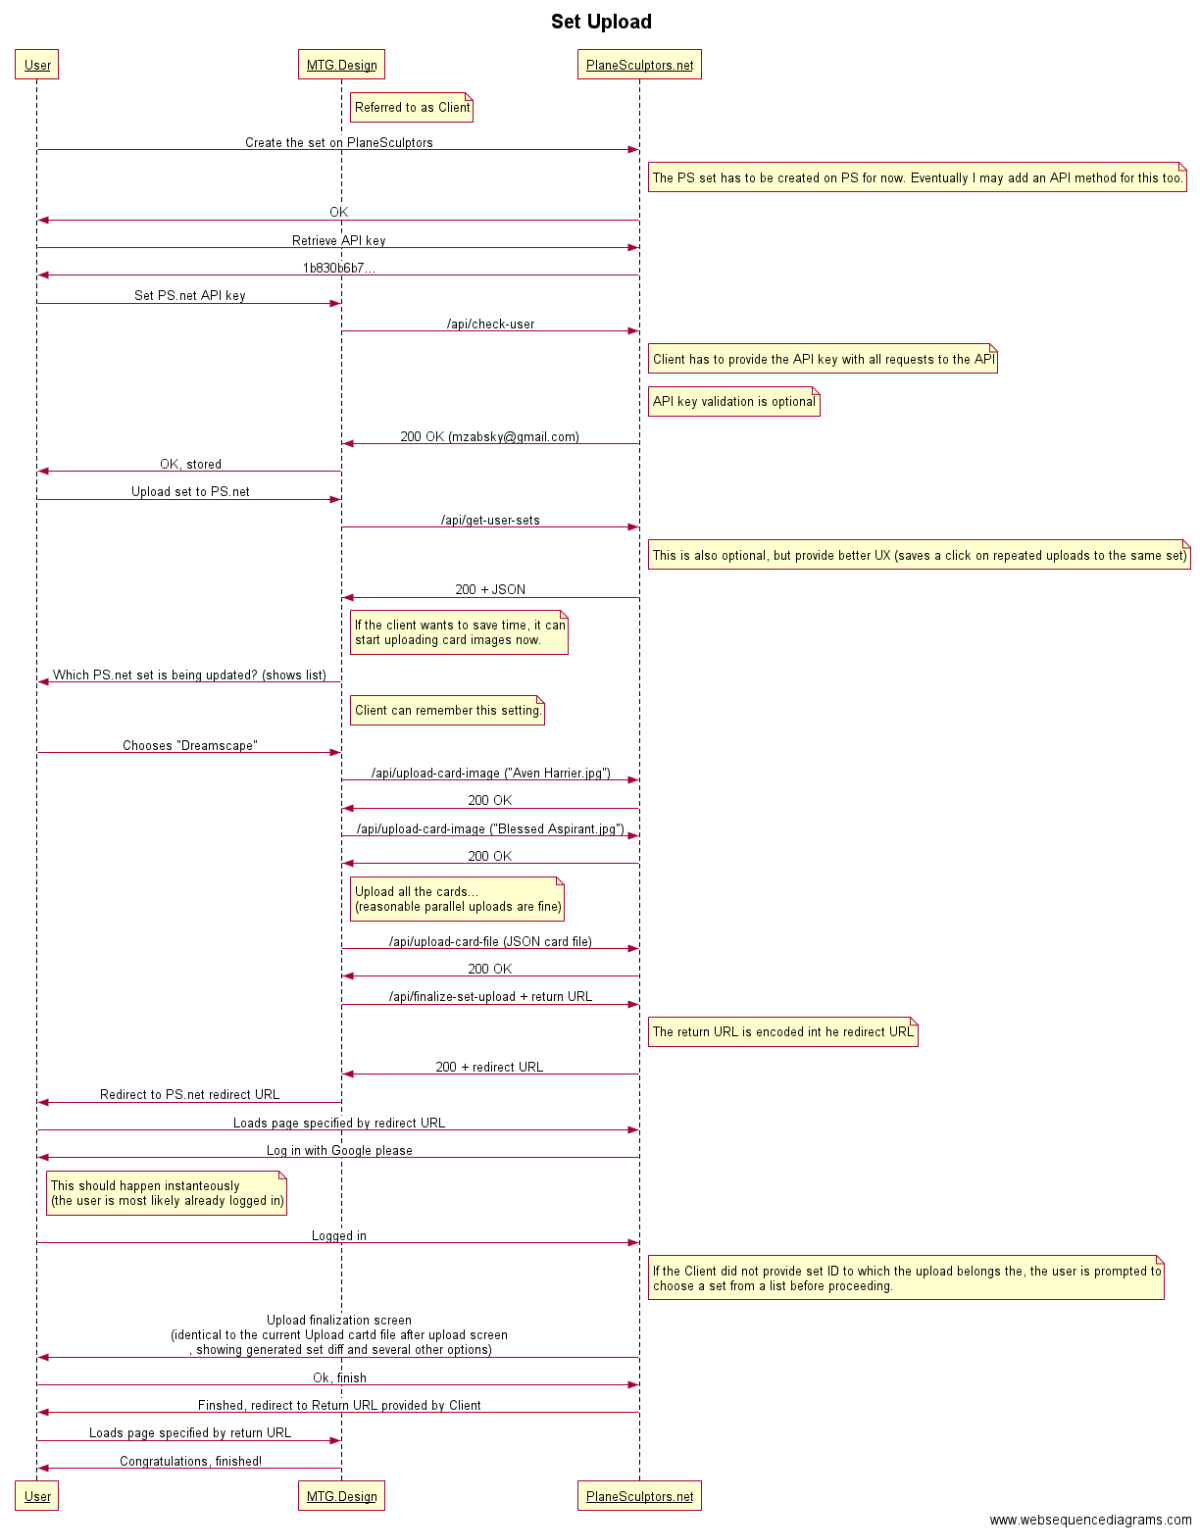 Set Upload
User
MTG.Design
PlaneSculptors.net
Referred to as Client
Create the set on PlaneSculptors
The PS set has to be created on PS for now. Eventually I may add an API method for this too.
OK
Retrieve API key
1b830b6b7...
Set PS.net API key
/api/check-user
Client has to provide the API key with all requests to the API
API key validation is optional
200 OK (mzabsky@gmail.com)
OK, stored
Upload set to PS.net
/api/get-user-sets
This is also optional, but provide better UX (saves a click on repeated uploads to the same set)
200 + JSON
If the client wants to save time, it can
start uploading card images now.
Which PS.net set is being updated? (shows list)
Client can remember this setting.
Chooses "Dreamscape"
/api/upload-card-image ("Aven Harrier.jpg")
200 OK
/api/upload-card-image ("Blessed Aspirant.jpg")
200 OK
Upload all the cards...
(reasonable parallel uploads are fine)
/api/upload-card-file (JSON card file)
200 OK
/api/finalize-set-upload + return URL
The return URL is encoded int he redirect URL
200 + redirect URL
Redirect to PS.net redirect URL
Loads page specified by redirect URL
Log in with Google please
This should happen instanteously
(the user is most likely already logged in)
Logged in
If the Client did not provide set ID to which the upload belongs the, the user is prompted to
choose a set from a list before proceeding.
Upload finalization screen
(identical to the current Upload cartd file after upload screen
, showing generated set diff and several other options)
Ok, finish
Finshed, redirect to Return URL provided by Client
Loads page specified by return URL
Congratulations, finished!
User
MTG.Design
PlaneSculptors.net
www.websequencediagrams.com